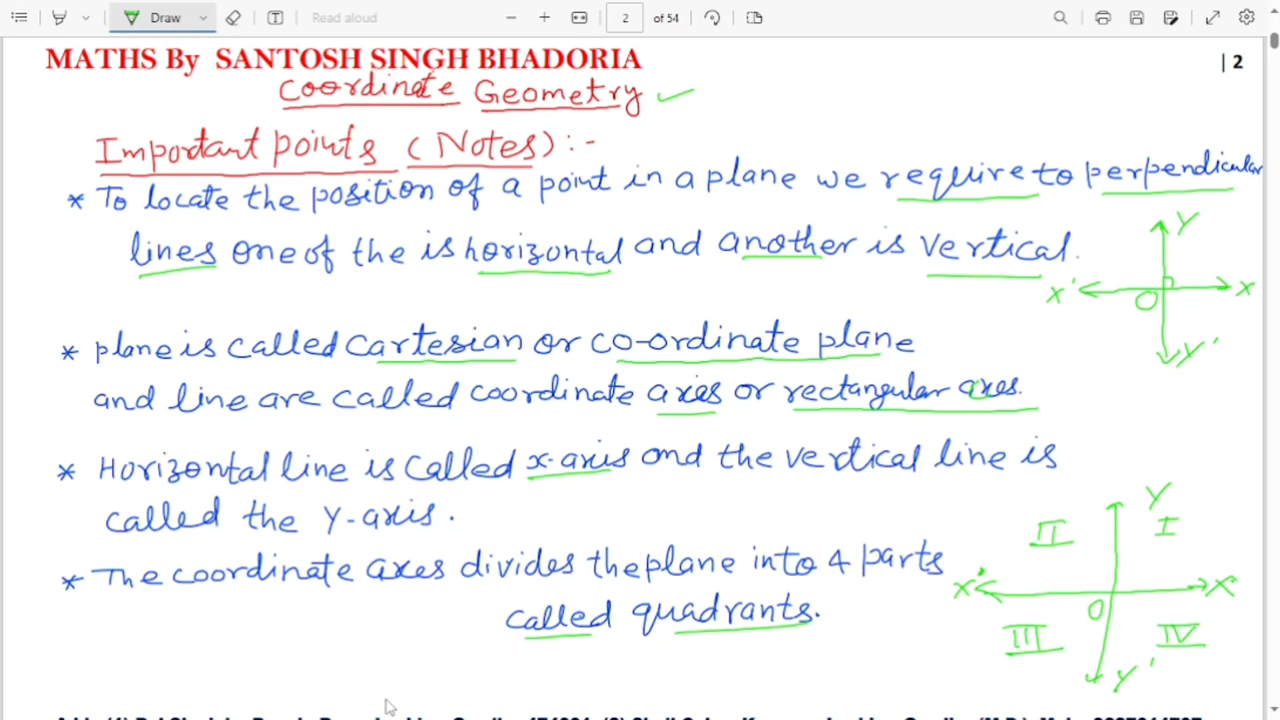 Draw
Read aloud
2 of 54
MATHS By SANTOSH SINGH BHADORIA | 2
Coordinate Geometry
Important points (Notes) :-
* To locate the position of a point in a plane we require to perpendicular
lines one of the is horizontal and another is vertical.
Y
X' O X
Y'
* plane is called cartesian or co-ordinate plane
and line are called coordinate axes or rectangular axes.
* Horizontal line is called x-axis and the vertical line is
called the Y-axis.
* The coordinate axes divides the plane into 4 parts
called quadrants.
Y
II I
X' O X
III IV
Y'